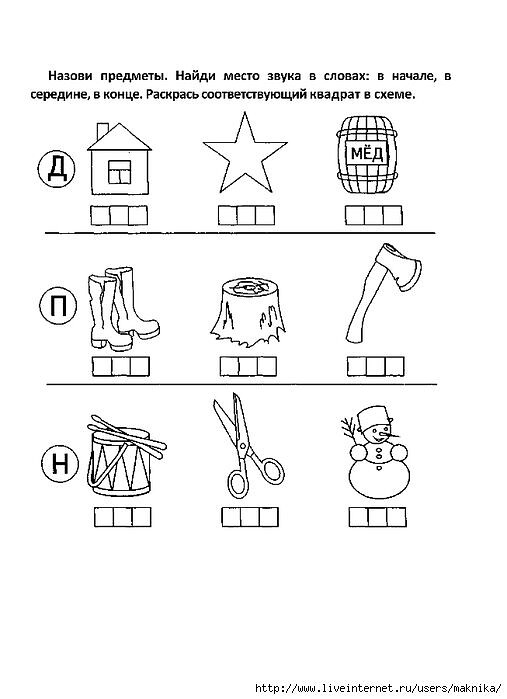 Назови предметы. Найди место звука в словах: в начале, в
середине, в конце. Раскрась соответствующий квадрат в схеме.
Д
МЁД
П
Н
http://www.liveinternet.ru/users/maknika/